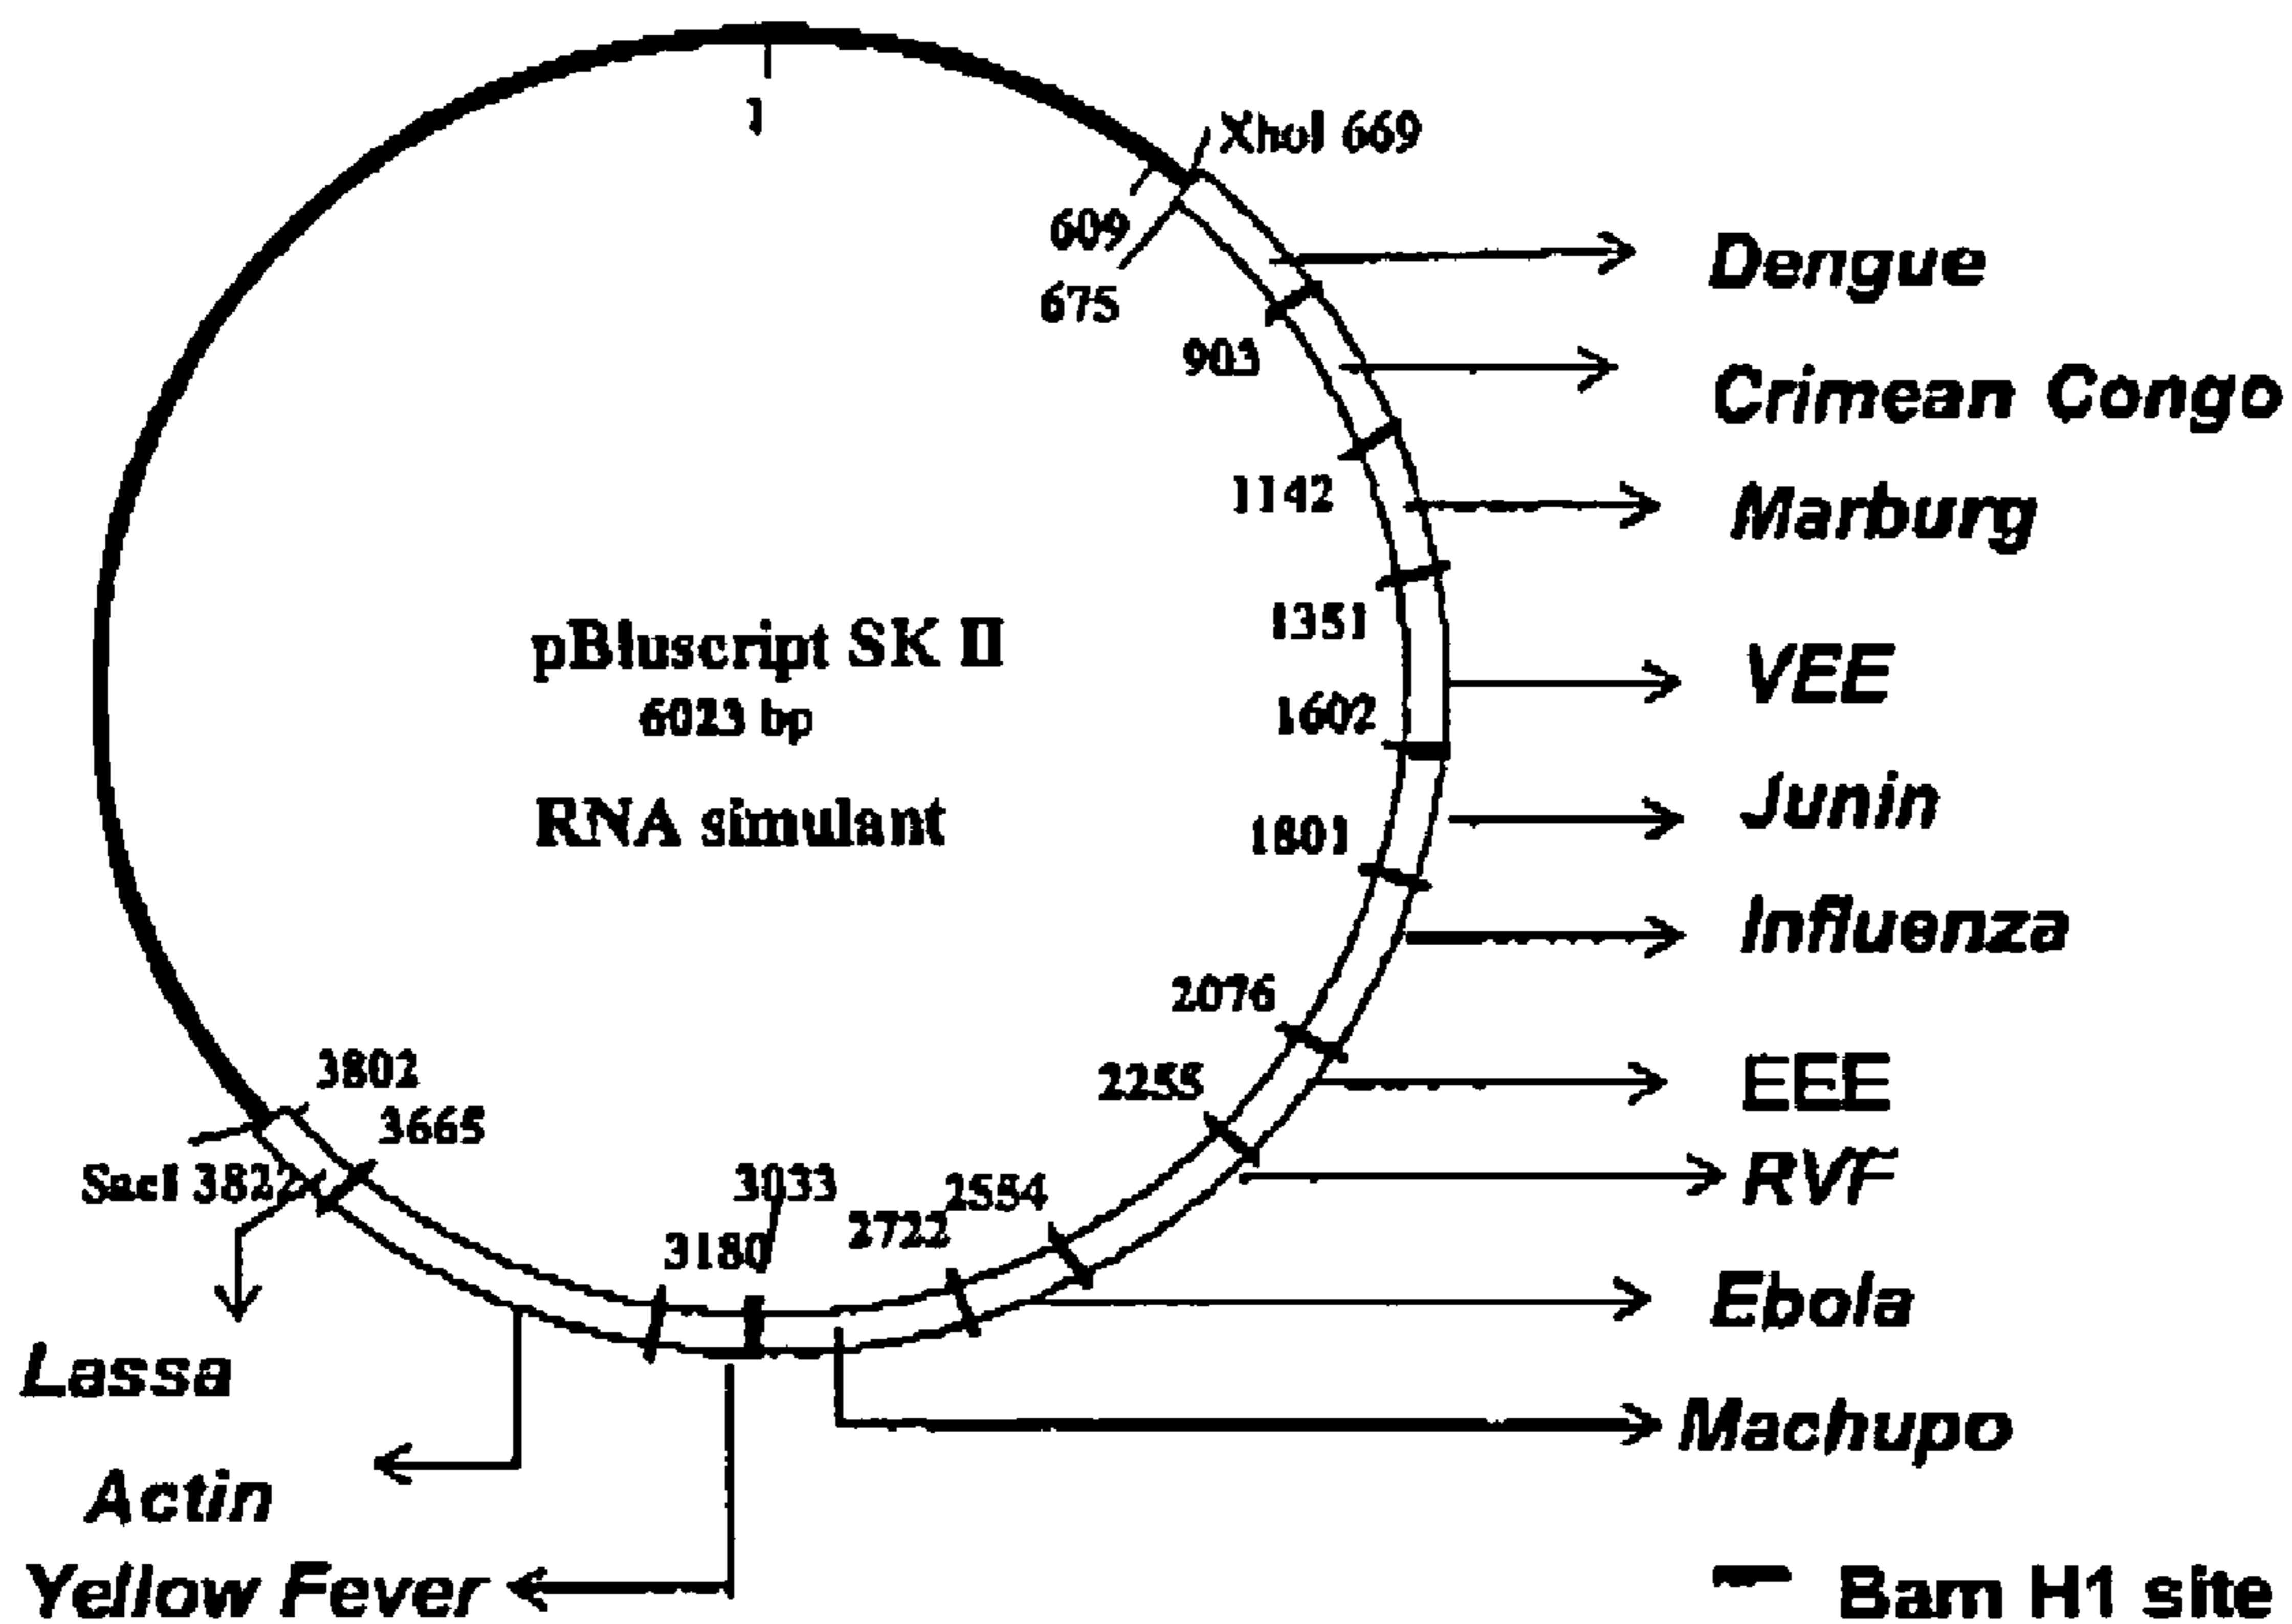 1
XhoI 669
609
675
903
1142
1351
1602
1801
2076
2255
2554
2722
3033
3180
3665
3802
SacI 3822
pBluscript SK II
6023 bp
RNA simulant
Dengue
Crimean Congo
Marburg
VEE
Junin
Influenza
EEE
RVF
Ebola
Machupo
Lassa
Actin
Yellow Fever
Bam H1 site